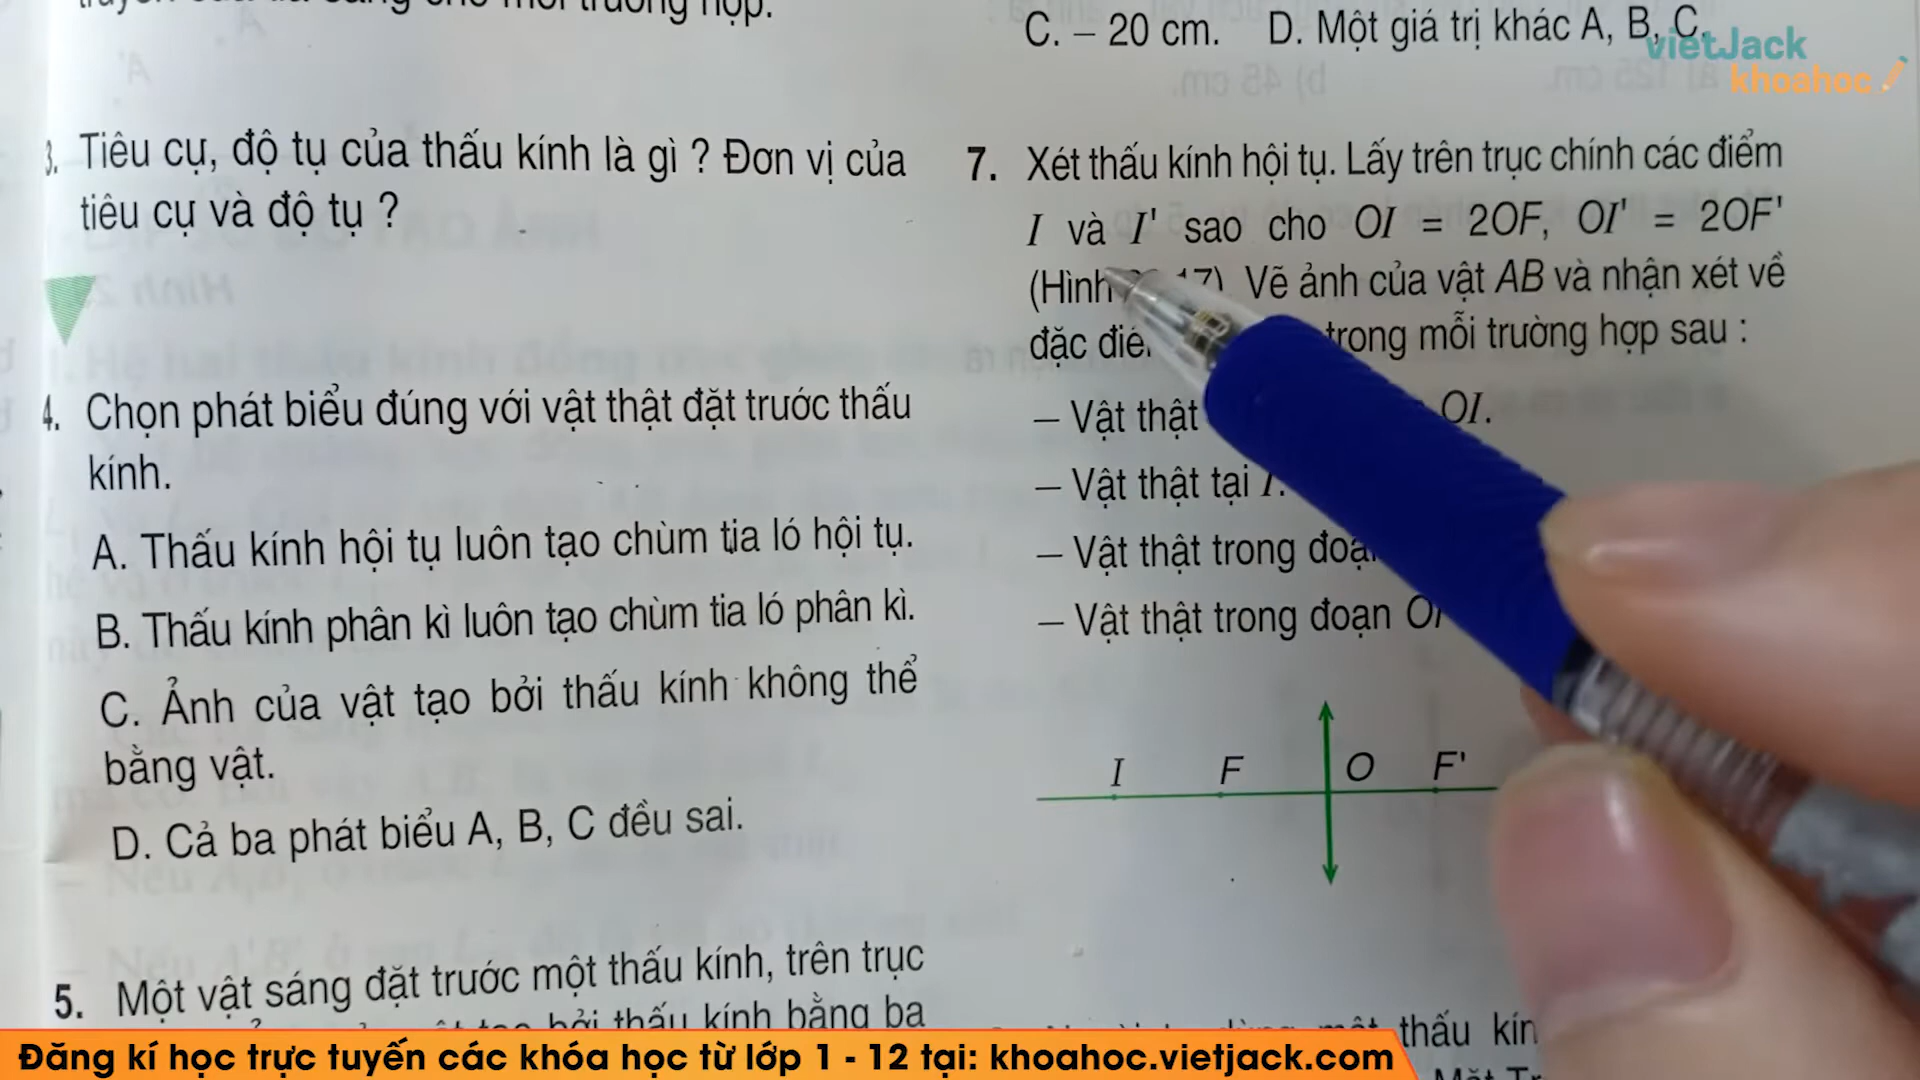 3. Tiêu cự, độ tụ của thấu kính là gì ? Đơn vị của
tiêu cự và độ tụ ?
4. Chọn phát biểu đúng với vật thật đặt trước thấu
kính.
A. Thấu kính hội tụ luôn tạo chùm tia ló hội tụ.
B. Thấu kính phân kì luôn tạo chùm tia ló phân kì.
C. Ảnh của vật tạo bởi thấu kính không thể
bằng vật.
D. Cả ba phát biểu A, B, C đều sai.
5. Một vật sáng đặt trước một thấu kính, trên trục
bởi thấu kính bằng ba
C. – 20 cm. D. Một giá trị khác A, B, C.
vietJack
khoahoc
7. Xét thấu kính hội tụ. Lấy trên trục chính các điểm
I và I' sao cho OI = 2OF, OI' = 2OF'
(Hình Vẽ ảnh của vật AB và nhận xét về
đặc trong mỗi trường hợp sau :
– Vật thật OI.
– Vật thật tại I.
– Vật thật trong
– Vật thật trong đoạn
I F O F'
thấu
Đăng kí học trực tuyến các khóa học từ lớp 1 - 12 tại: khoahoc.vietjack.com